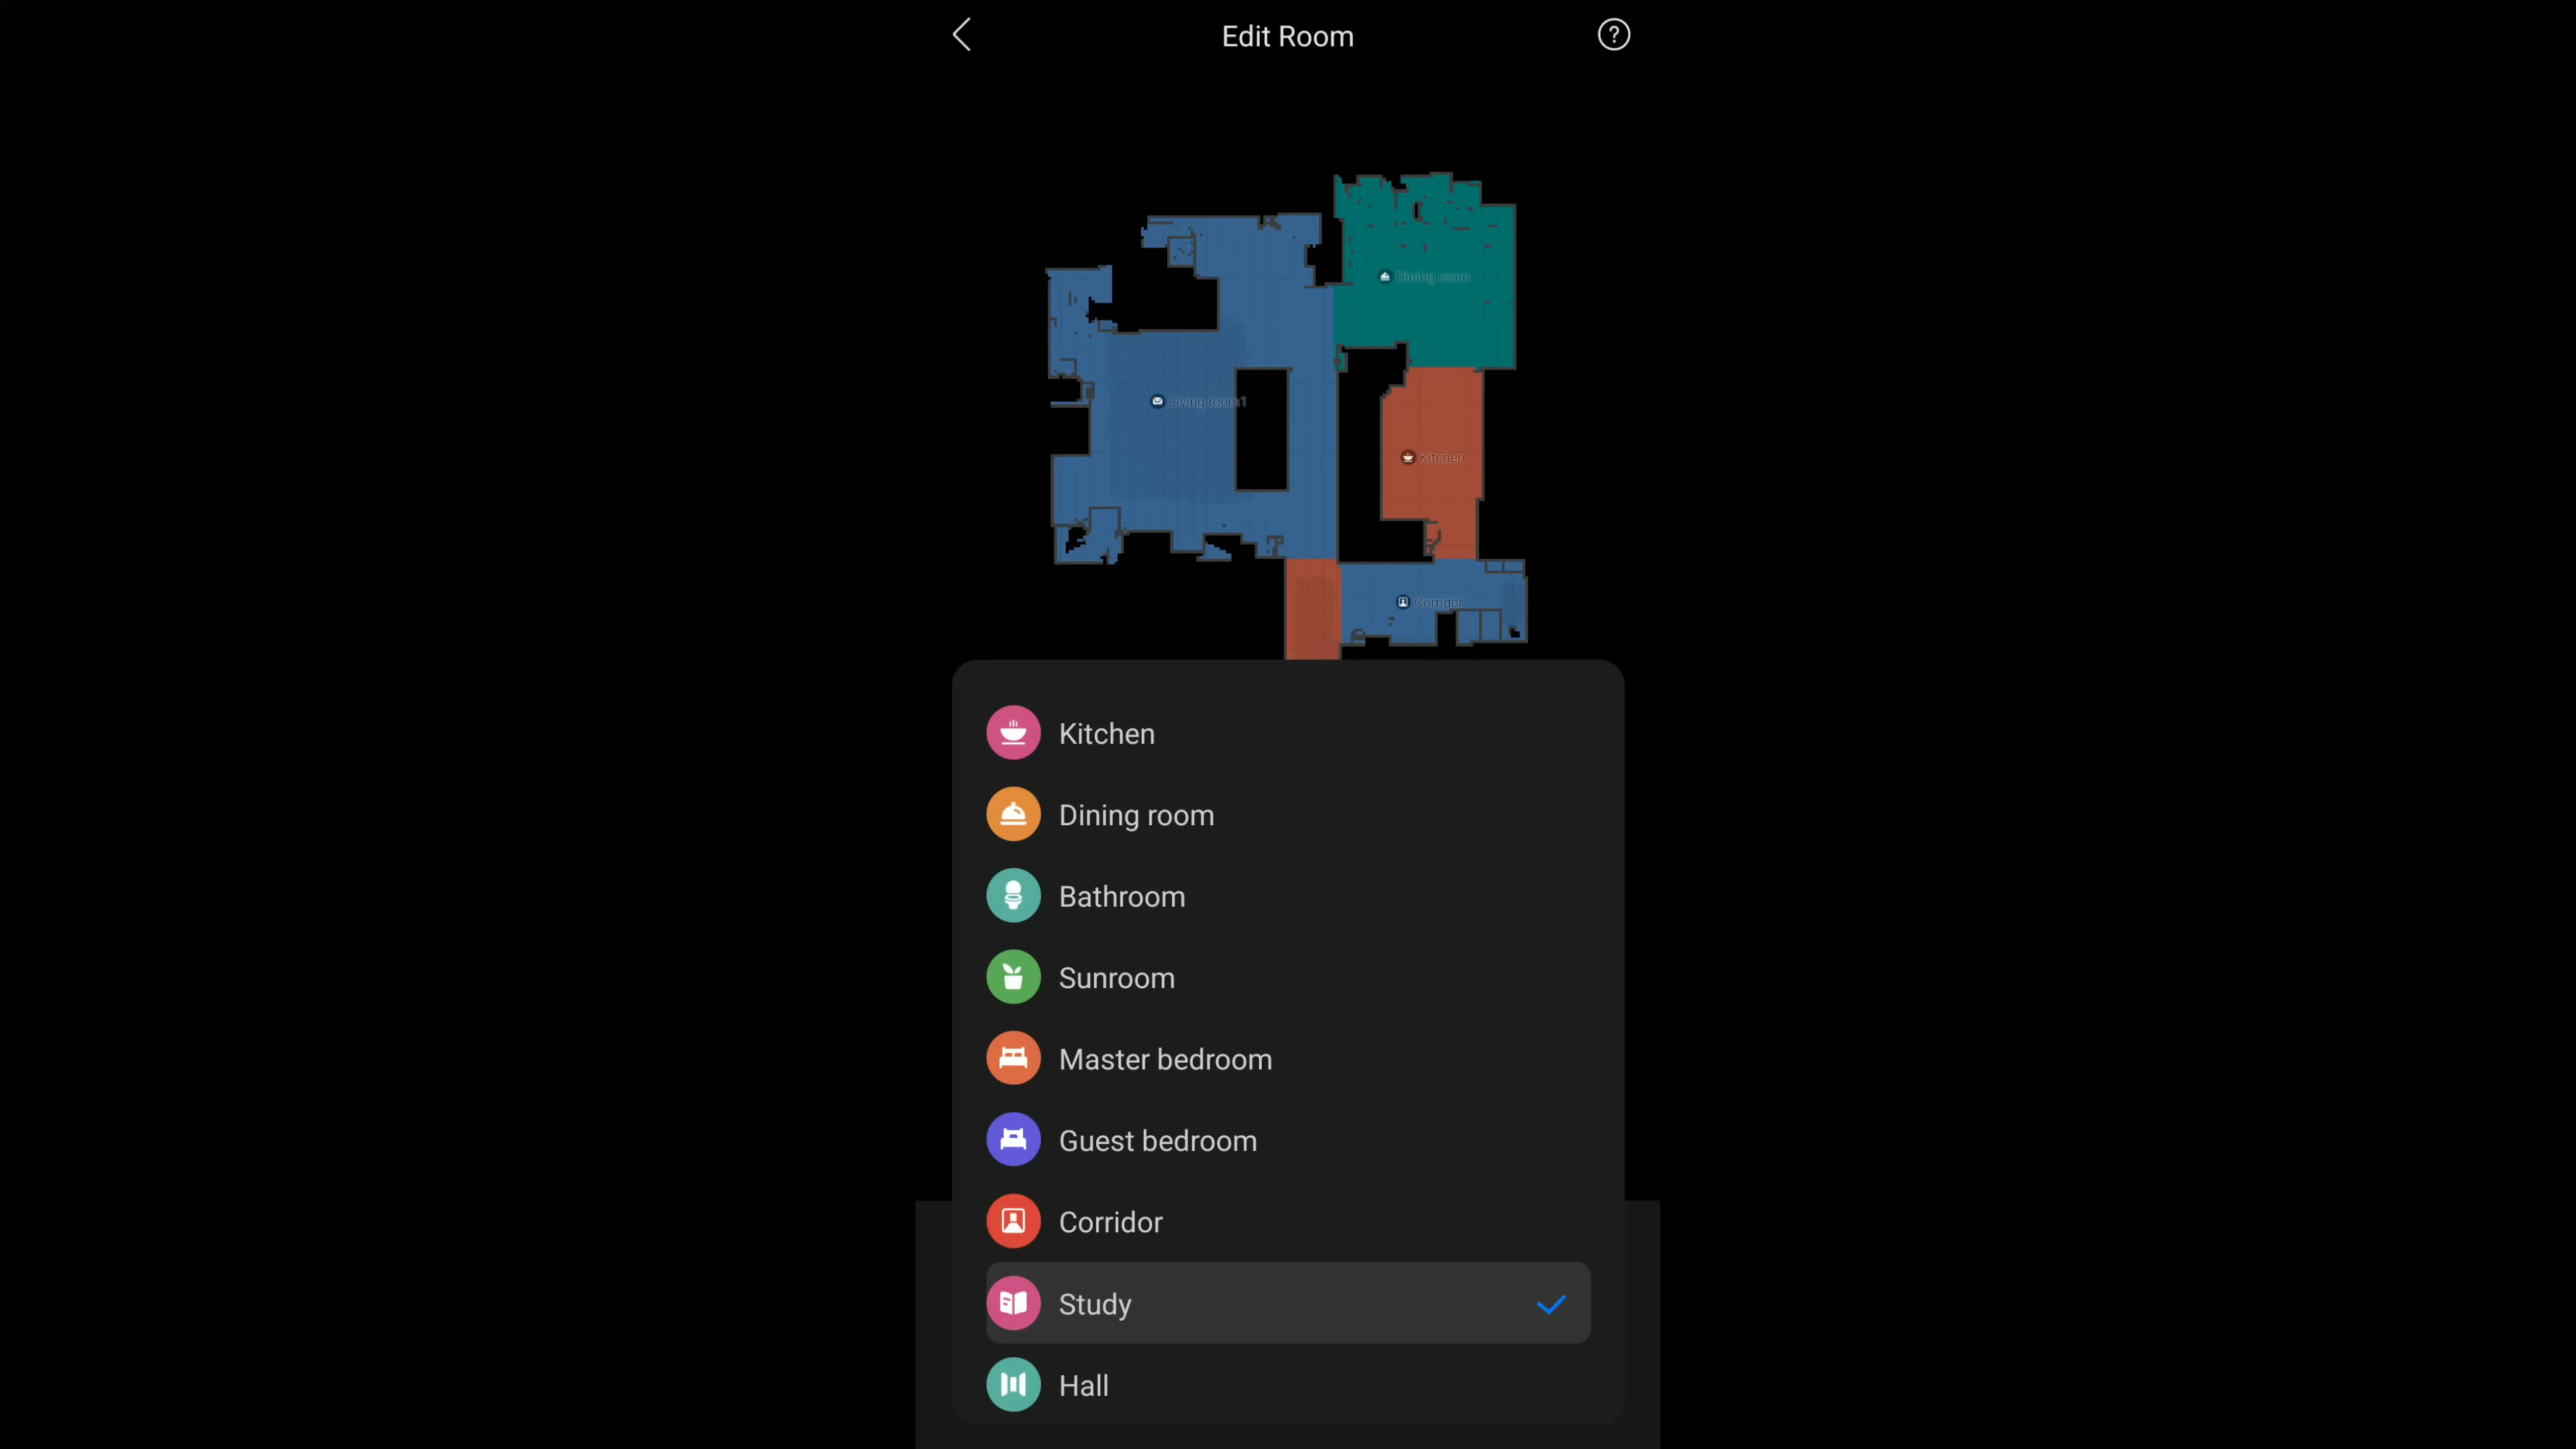 Edit Room
?
Dining room
Living room1
Kitchen
Corridor
Kitchen
Dining room
Bathroom
Sunroom
Master bedroom
Guest bedroom
Corridor
Study
Hall